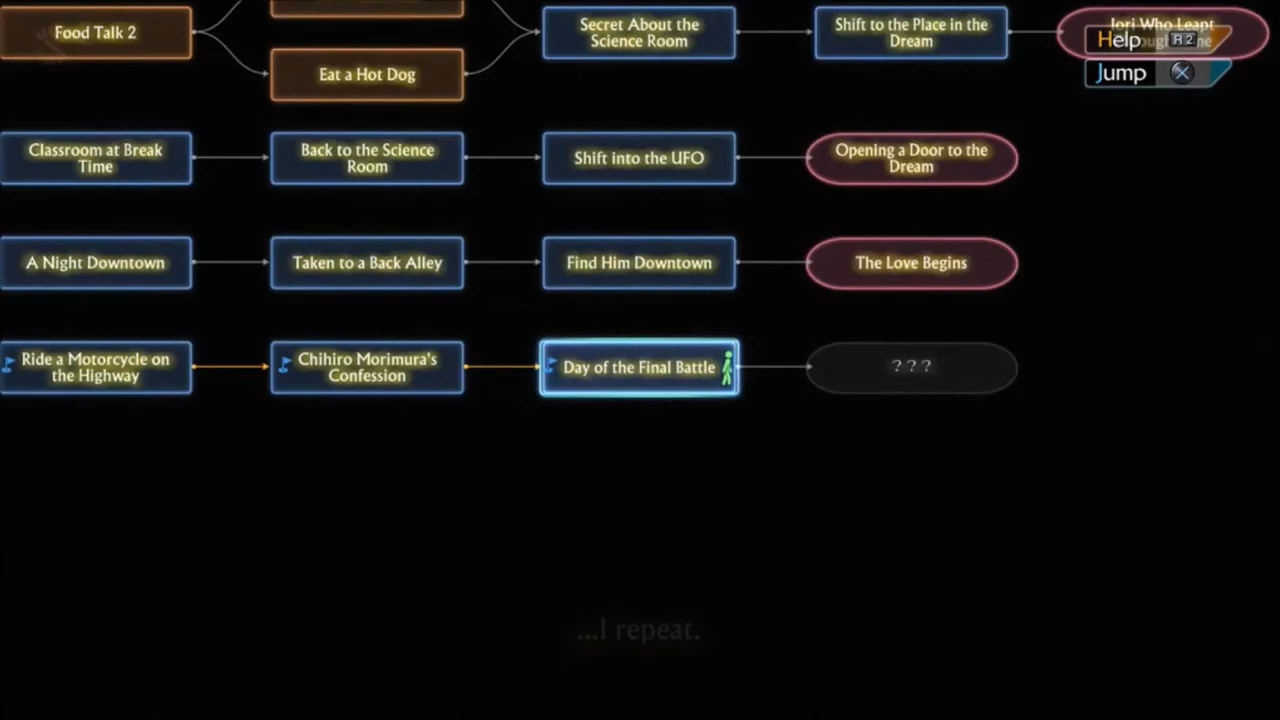 Food Talk 2
Secret About the
Science Room
Shift to the Place in the
Dream
Iori Who Leapt
Help R2
Eat a Hot Dog
Jump
Classroom at Break
Time
Back to the Science
Room
Shift into the UFO
Opening a Door to the
Dream
A Night Downtown
Taken to a Back Alley
Find Him Downtown
The Love Begins
Ride a Motorcycle on
the Highway
Chihiro Morimura's
Confession
Day of the Final Battle
???
...I repeat.